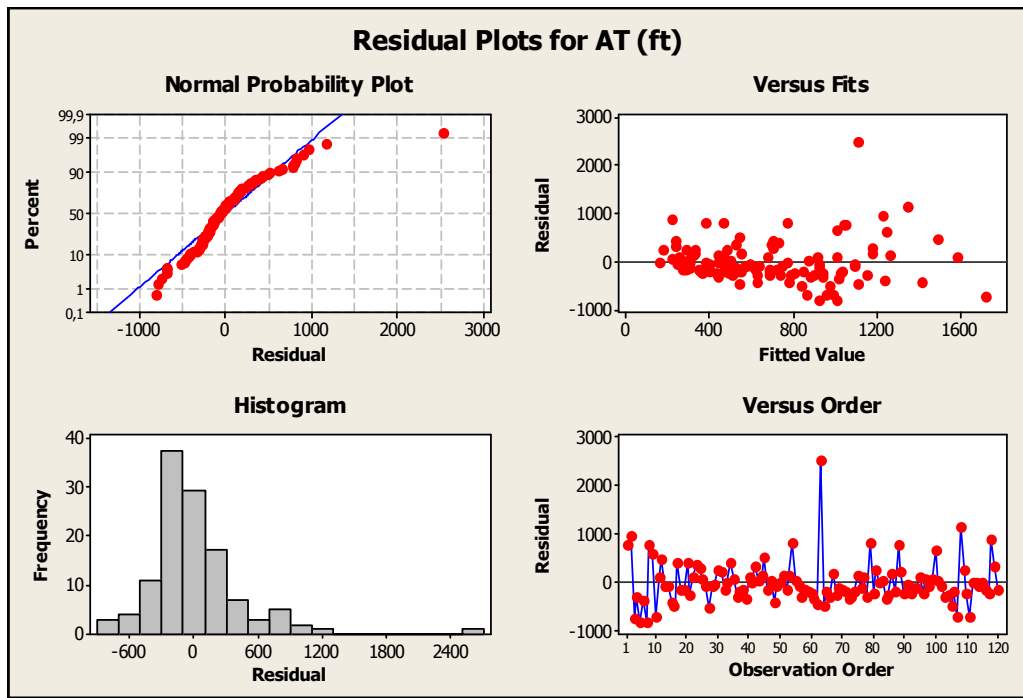 Residual Plots for AT (ft)
Normal Probability Plot
99,9
99
90
50
10
1
0,1
Percent
-1000 0 1000 2000 3000
Residual
Versus Fits
3000
2000
1000
0
-1000
Residual
0 400 800 1200 1600
Fitted Value
Histogram
40
30
20
10
0
Frequency
-600 0 600 1200 1800 2400
Residual
Versus Order
3000
2000
1000
0
-1000
Residual
1 10 20 30 40 50 60 70 80 90 100 110 120
Observation Order